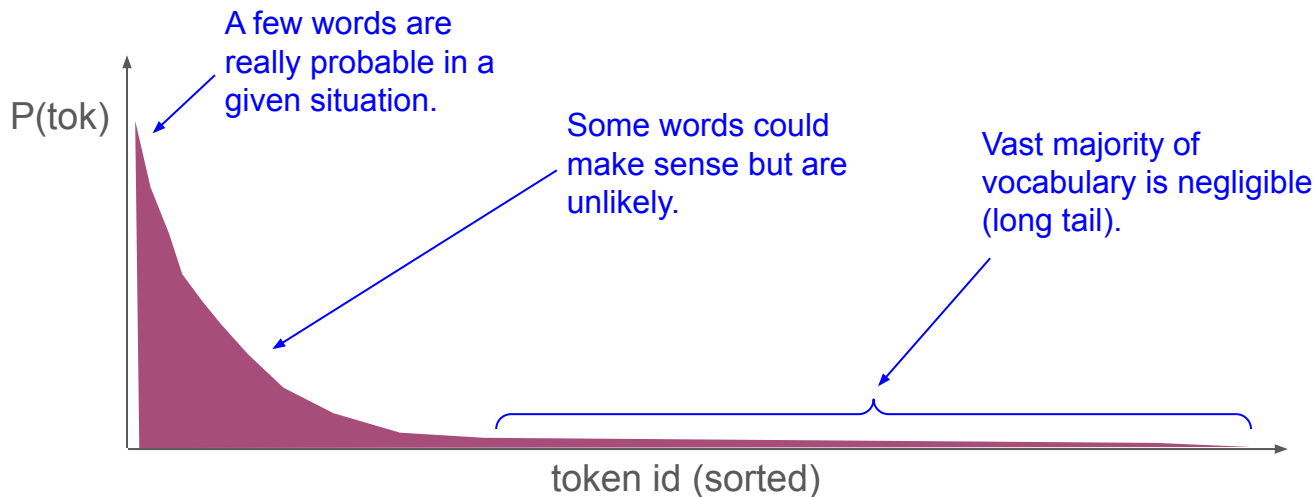 A few words are
really probable in a
given situation.
P(tok)
Some words could
make sense but are
unlikely.
Vast majority of
vocabulary is negligible
(long tail).
token id (sorted)